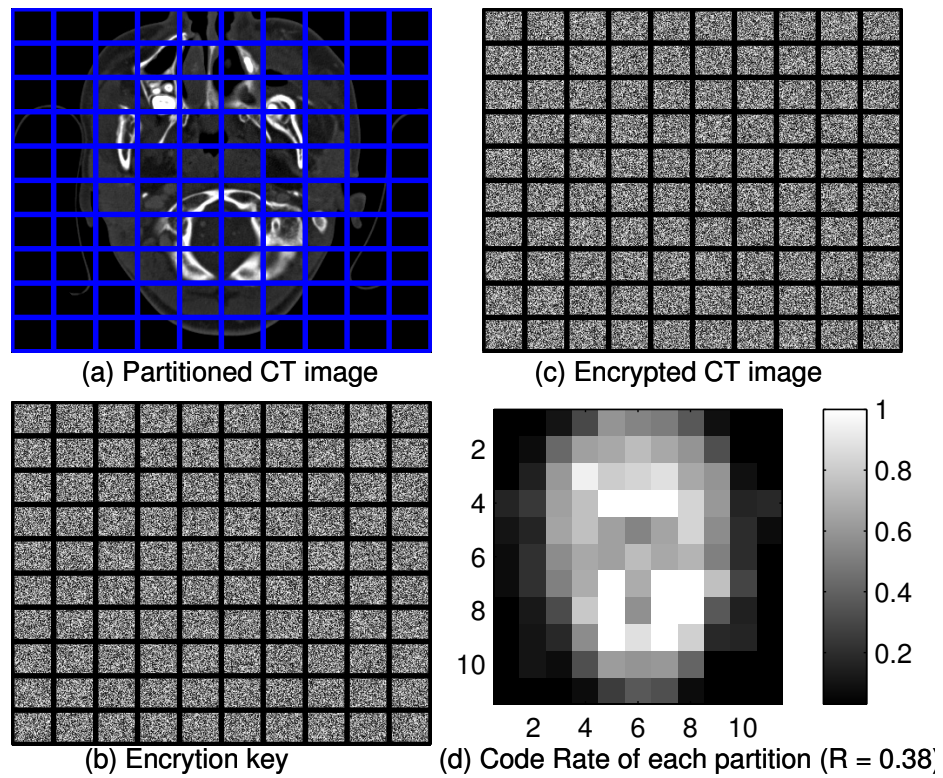 (a) Partitioned CT image
(c) Encrypted CT image
(b) Encrytion key
2
4
6
8
10
2 4 6 8 10
1
0.8
0.6
0.4
0.2
(d) Code Rate of each partition (R = 0.38)